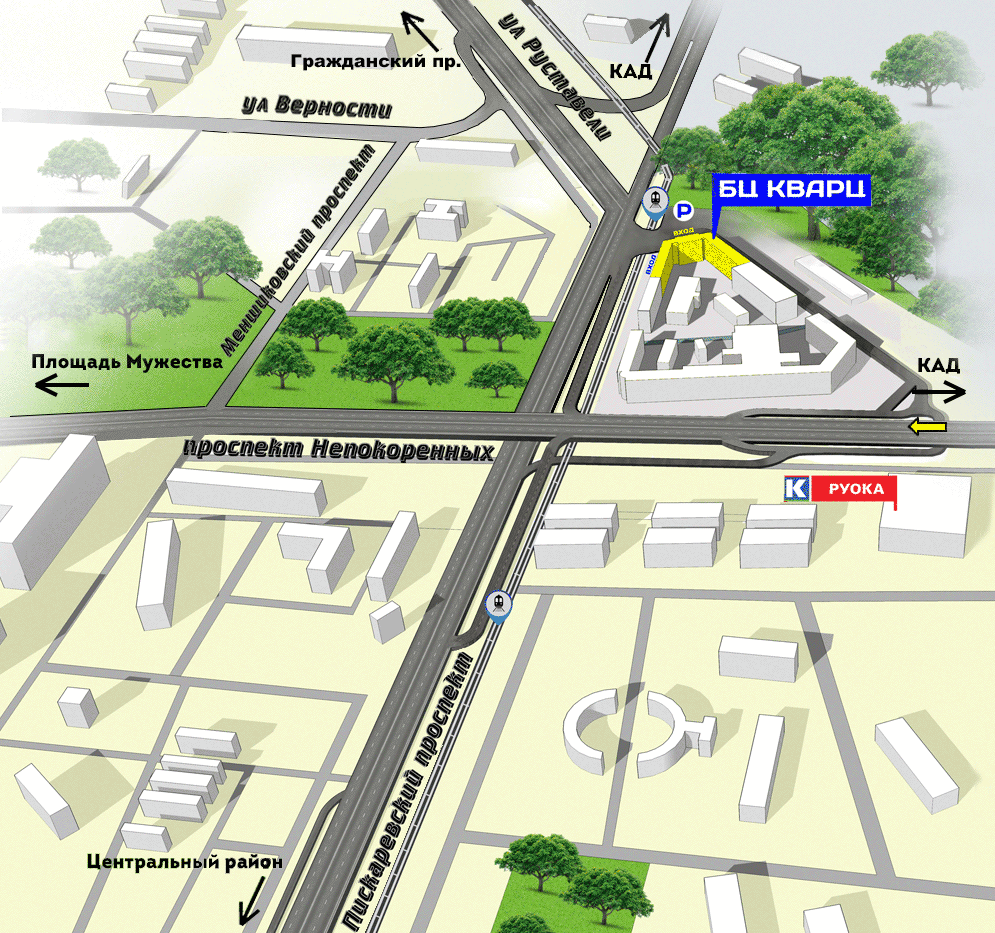 ул Руставели
Гражданский пр.
КАД
ул Верности
БЦ КВАРЦ
P
вход
вход
Меншиковский проспект
Площадь Мужества
КАД
проспект Непокоренных
К РУОКА
Пискаревский проспект
Центральный район